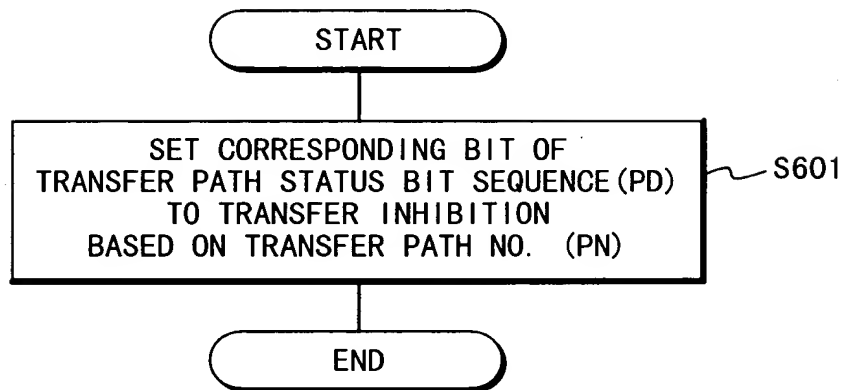 START
SET CORRESPONDING BIT OF
TRANSFER PATH STATUS BIT SEQUENCE(PD)
TO TRANSFER INHIBITION
BASED ON TRANSFER PATH NO. (PN)
S601
END